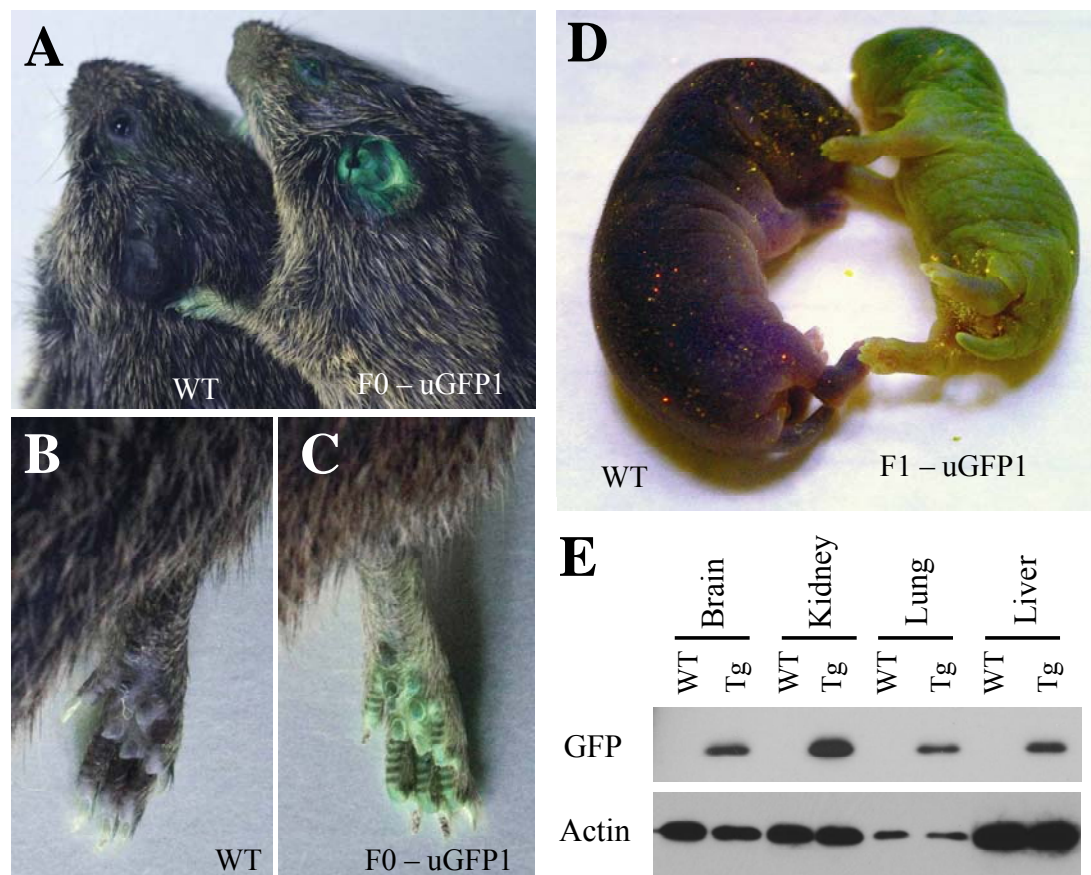 A
WT
F0 – uGFP1
B
WT
C
F0 – uGFP1
D
WT
F1 – uGFP1
E
Brain Kidney Lung Liver
WT Tg WT Tg WT Tg WT Tg
GFP
Actin